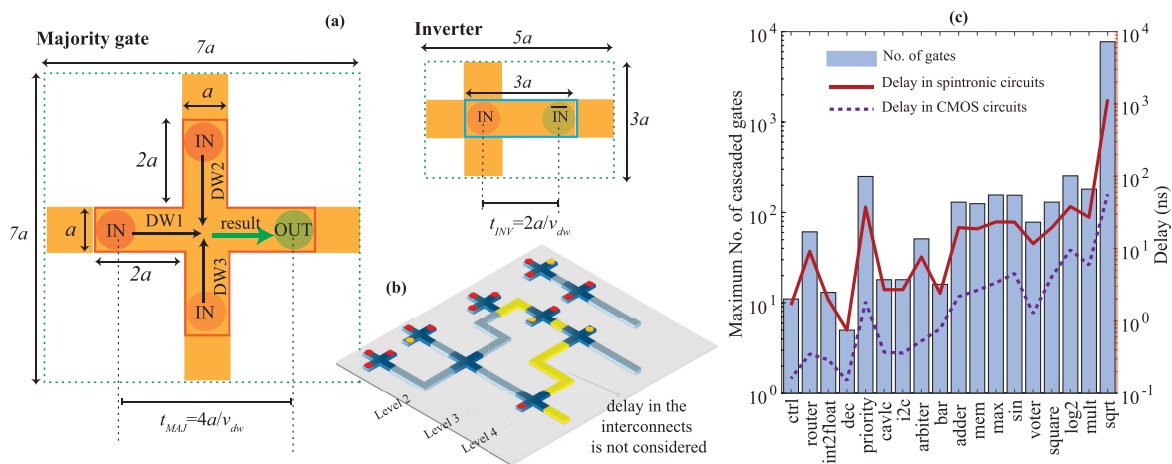 (a)
Majority gate
7a
7a
a
2a
a
2a
IN
DW2
IN
DW1
result
OUT
DW3
IN
t_MAJ=4a/v_dw
Inverter
5a
3a
3a
IN
I̅N̅
t_INV=2a/v_dw
(b)
Level 2
Level 3
Level 4
delay in the
interconnects
is not considered
(c)
No. of gates
Delay in spintronic circuits
Delay in CMOS circuits
Maximum No. of cascaded gates
10^4
10^3
10^2
10^1
10^0
Delay (ns)
10^4
10^3
10^2
10^1
10^0
10^-1
ctrl
router
int2float
dec
priority
cavlc
i2c
arbiter
bar
adder
mem
max
sin
voter
square
log2
mult
sqrt